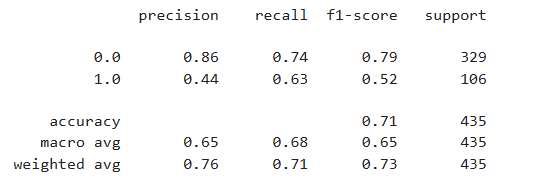 precision recall f1-score support
0.0 0.86 0.74 0.79 329
1.0 0.44 0.63 0.52 106
accuracy 0.71 435
macro avg 0.65 0.68 0.65 435
weighted avg 0.76 0.71 0.73 435